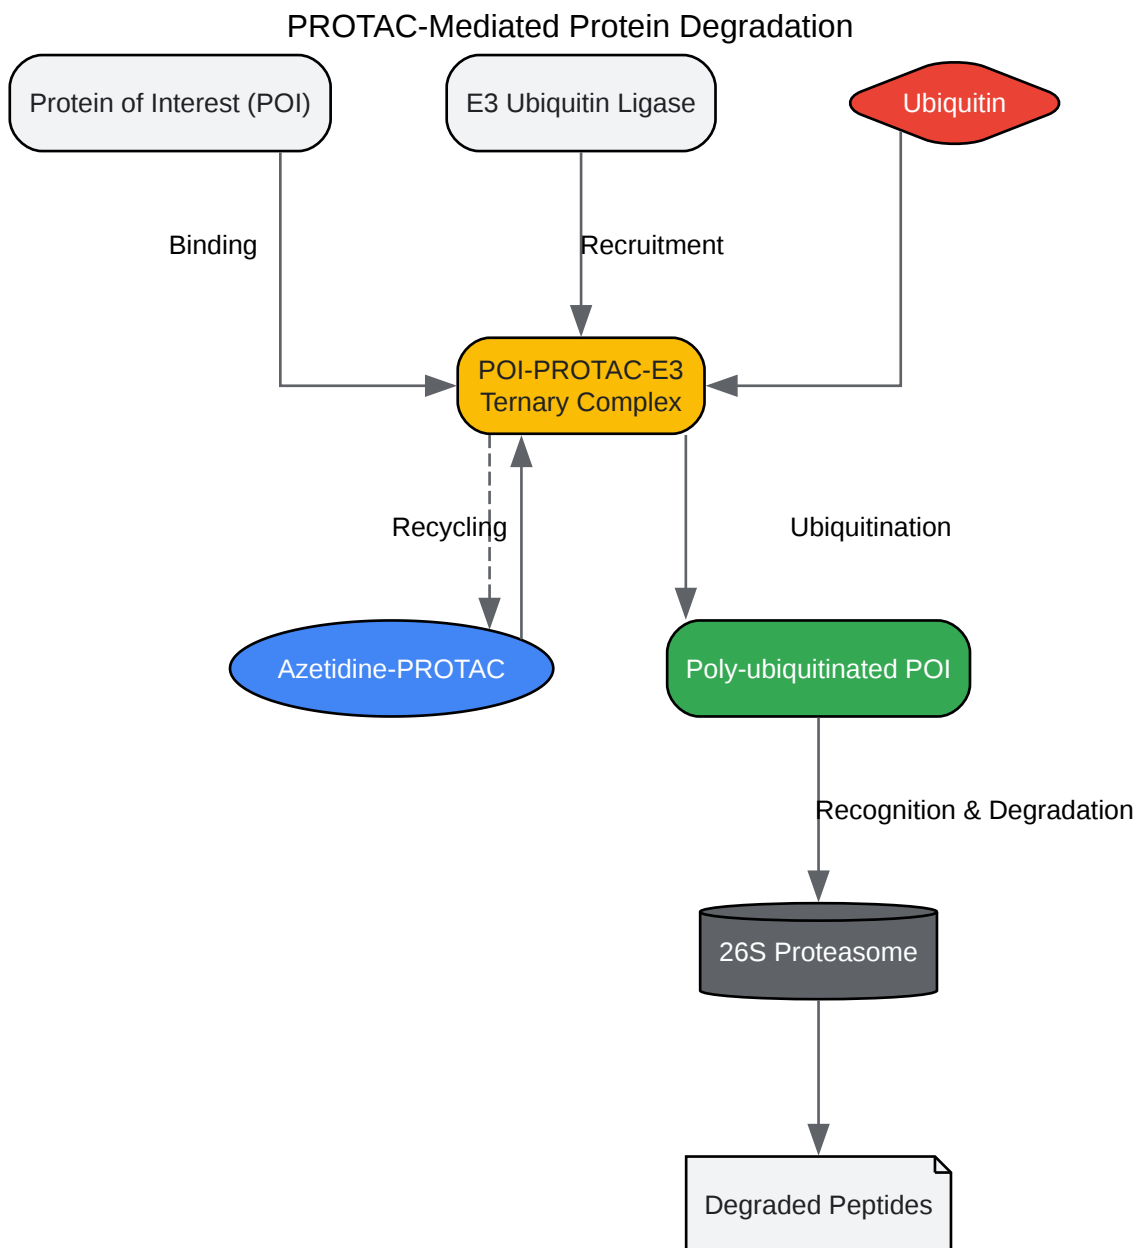 PROTAC-Mediated Protein Degradation
Protein of Interest (POI)
E3 Ubiquitin Ligase
Ubiquitin
Binding
Recruitment
POI-PROTAC-E3
Ternary Complex
Recycling
Ubiquitination
Azetidine-PROTAC
Poly-ubiquitinated POI
Recognition & Degradation
26S Proteasome
Degraded Peptides